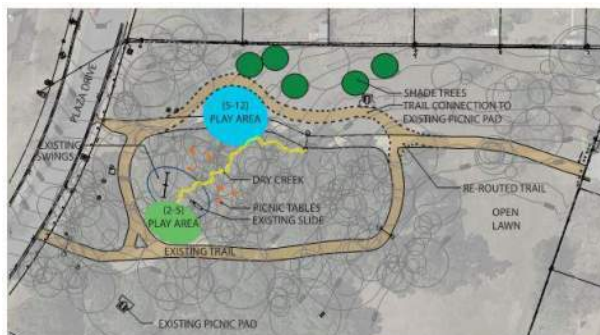 PLAZA DRIVE
(5-12)
PLAY AREA
SHADE TREES
TRAIL CONNECTION TO
EXISTING PICNIC PAD
EXISTING
SWINGS
DRY CREEK
RE-ROUTED TRAIL
PICNIC TABLES
EXISTING SLIDE
(2-5)
PLAY AREA
OPEN
LAWN
EXISTING TRAIL
EXISTING PICNIC PAD